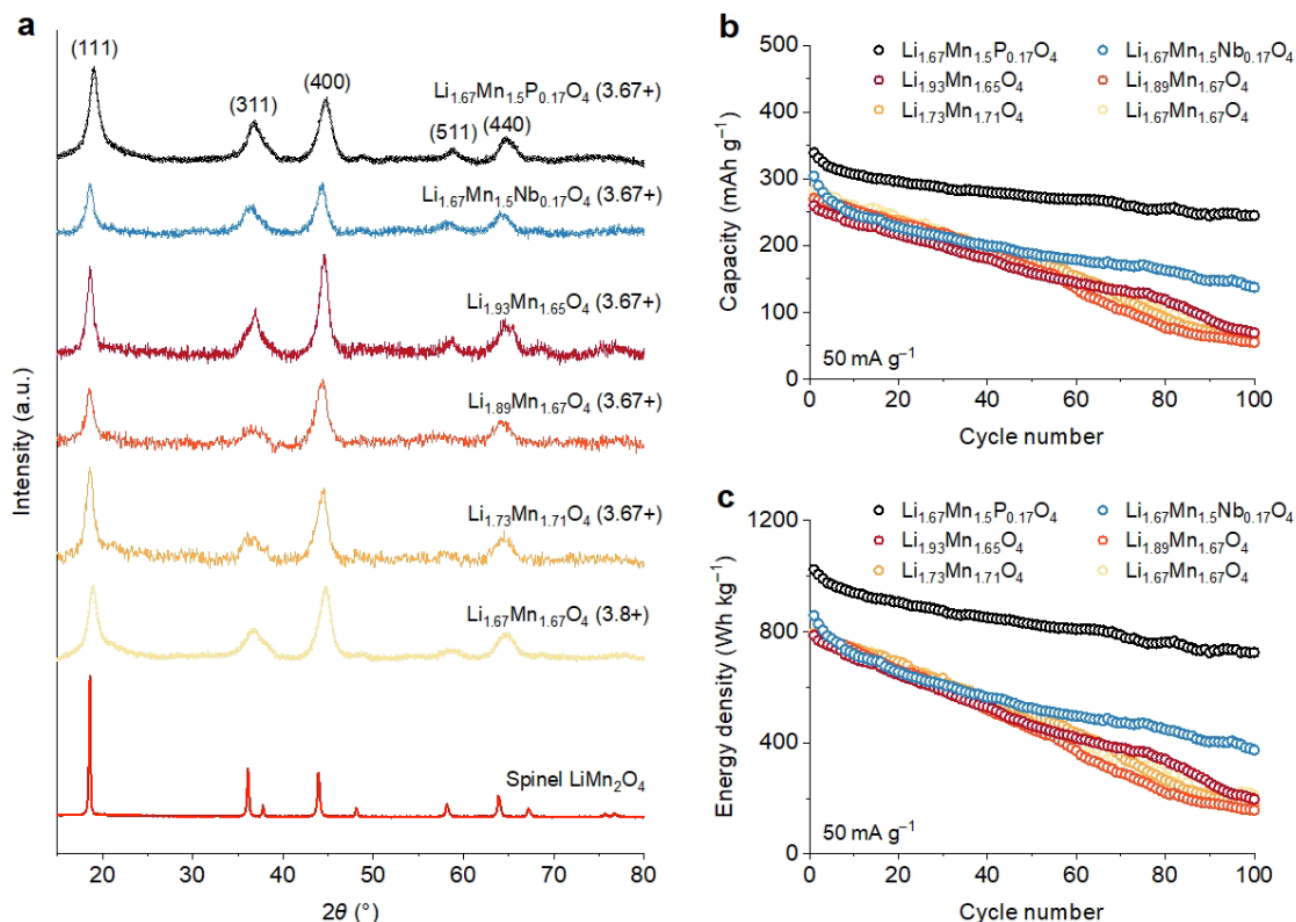 a
(111)
(311)
(400)
(511)
(440)
Li1.67Mn1.5P0.17O4 (3.67+)
Li1.67Mn1.5Nb0.17O4 (3.67+)
Li1.93Mn1.65O4 (3.67+)
Li1.89Mn1.67O4 (3.67+)
Li1.73Mn1.71O4 (3.67+)
Li1.67Mn1.67O4 (3.8+)
Spinel LiMn2O4
Intensity (a.u.)
20 30 40 50 60 70 80
2θ (°)
b
500
400
300
200
100
0
Capacity (mAh g–1)
Li1.67Mn1.5P0.17O4 Li1.67Mn1.5Nb0.17O4
Li1.93Mn1.65O4 Li1.89Mn1.67O4
Li1.73Mn1.71O4 Li1.67Mn1.67O4
50 mA g–1
0 20 40 60 80 100
Cycle number
c
1200
800
400
0
Energy density (Wh kg–1)
Li1.67Mn1.5P0.17O4 Li1.67Mn1.5Nb0.17O4
Li1.93Mn1.65O4 Li1.89Mn1.67O4
Li1.73Mn1.71O4 Li1.67Mn1.67O4
50 mA g–1
0 20 40 60 80 100
Cycle number